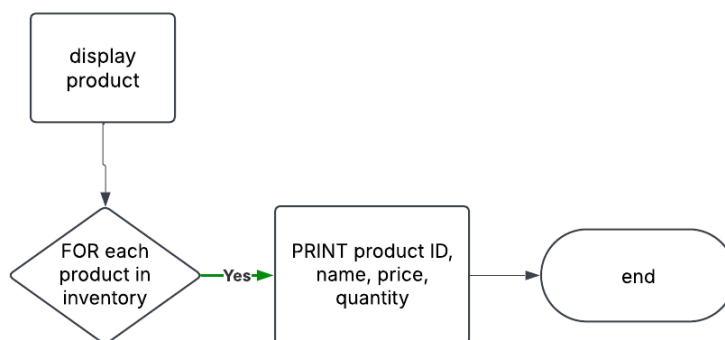 display
product
FOR each
product in
inventory
Yes
PRINT product ID,
name, price,
quantity
end